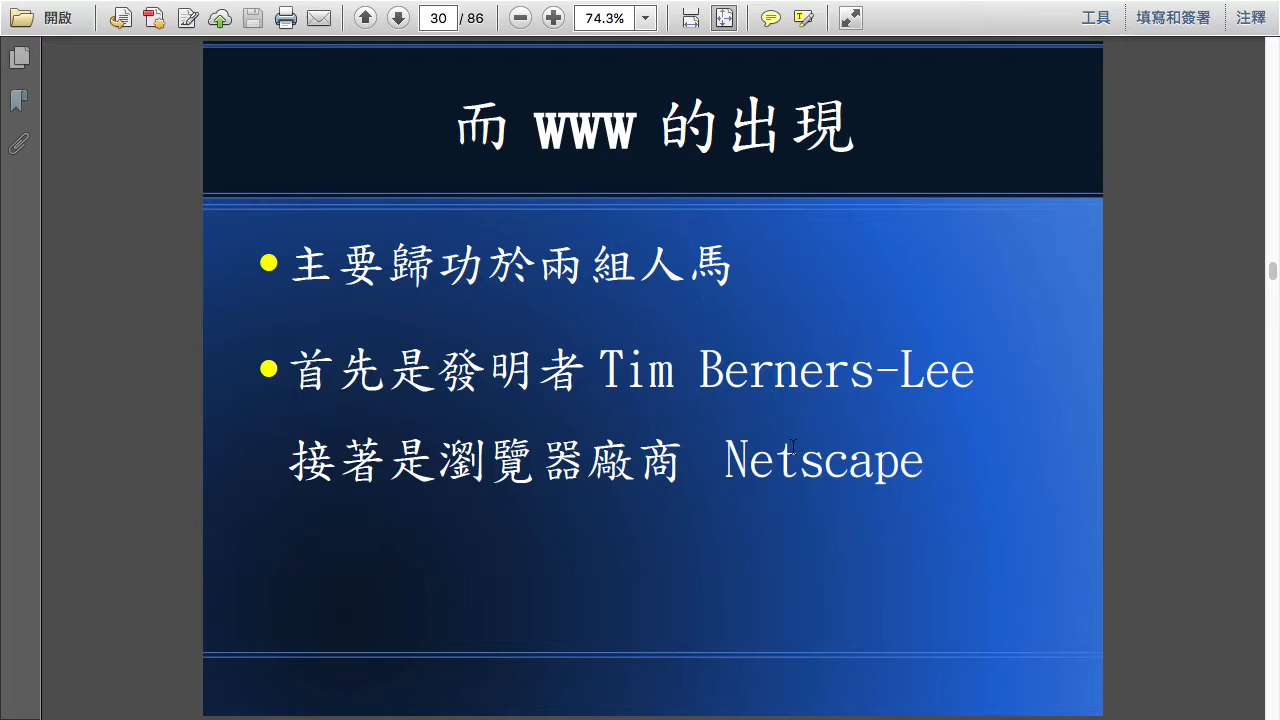 開啟 30 / 86 74.3% 工具 填寫和簽署 注釋
而 WWW 的出現
主要歸功於兩組人馬
首先是發明者 Tim Berners-Lee
接著是瀏覽器廠商 Netscape